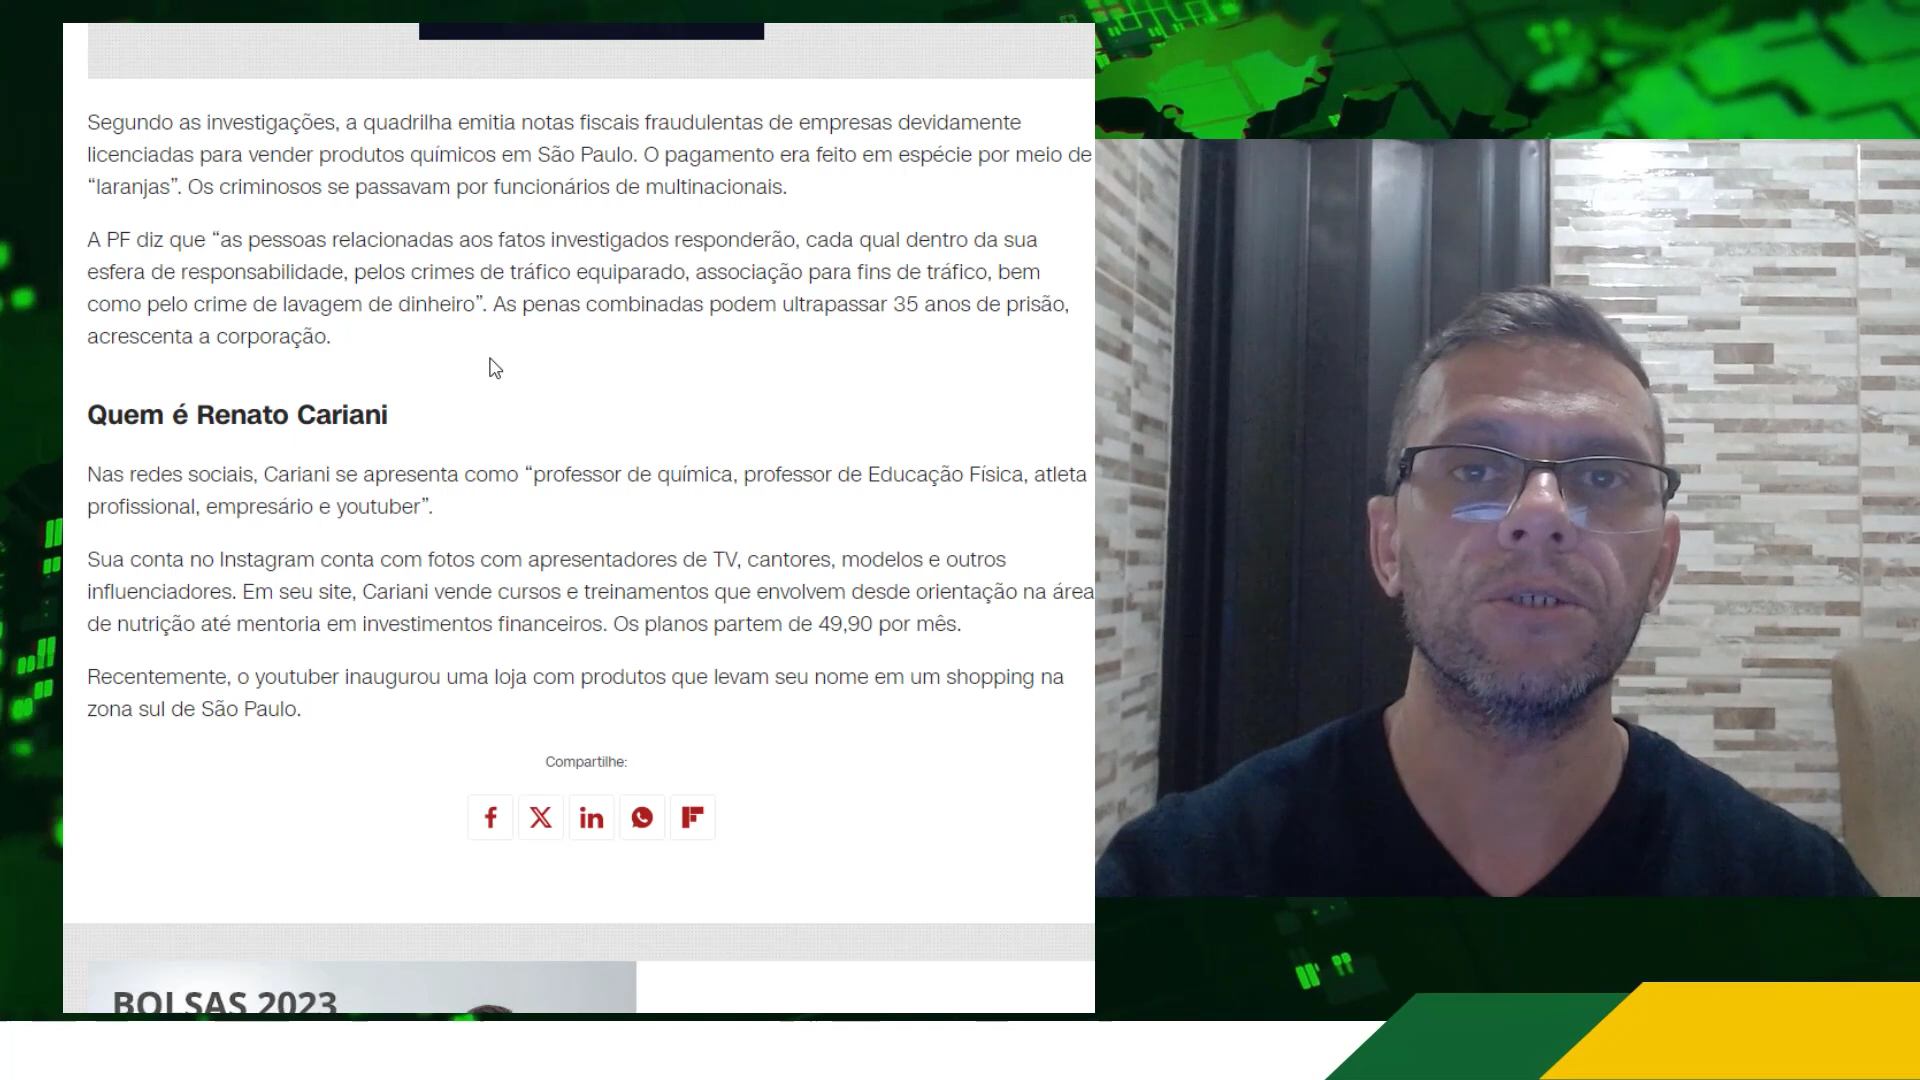 Segundo as investigações, a quadrilha emitia notas fiscais fraudulentas de empresas devidamente
licenciadas para vender produtos químicos em São Paulo. O pagamento era feito em espécie por meio de
“laranjas”. Os criminosos se passavam por funcionários de multinacionais.
A PF diz que “as pessoas relacionadas aos fatos investigados responderão, cada qual dentro da sua
esfera de responsabilidade, pelos crimes de tráfico equiparado, associação para fins de tráfico, bem
como pelo crime de lavagem de dinheiro”. As penas combinadas podem ultrapassar 35 anos de prisão,
acrescenta a corporação.
Quem é Renato Cariani
Nas redes sociais, Cariani se apresenta como “professor de química, professor de Educação Física, atleta
profissional, empresário e youtuber”.
Sua conta no Instagram conta com fotos com apresentadores de TV, cantores, modelos e outros
influenciadores. Em seu site, Cariani vende cursos e treinamentos que envolvem desde orientação na área
de nutrição até mentoria em investimentos financeiros. Os planos partem de 49,90 por mês.
Recentemente, o youtuber inaugurou uma loja com produtos que levam seu nome em um shopping na
zona sul de São Paulo.
Compartilhe:
BOLSAS 2023